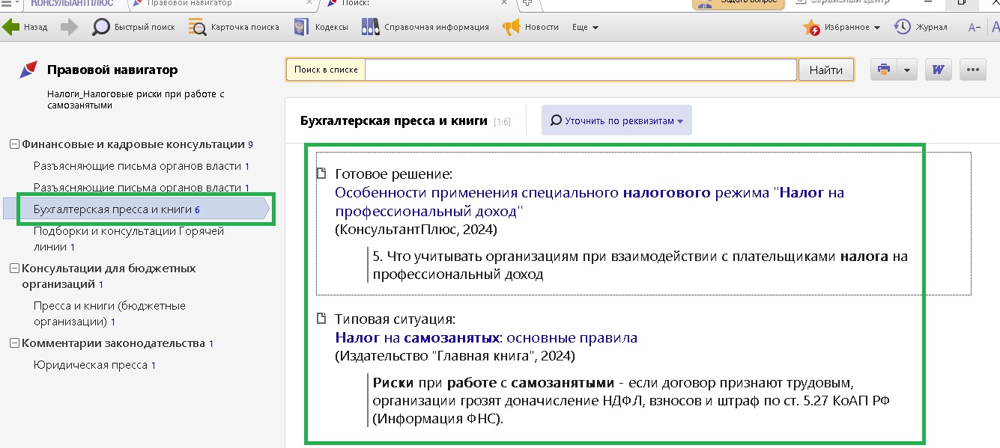 КОНСУЛЬТАНТПЛЮС
Правовой навигатор
Поиск:
Задать вопрос
Сервисный центр
Назад
Быстрый поиск
Карточка поиска
Кодексы
Справочная информация
Новости
Еще
Избранное
Журнал
А−
А
Правовой навигатор
Налоги_Налоговые риски при работе с
самозанятыми
Финансовые и кадровые консультации 9
Разъясняющие письма органов власти 1
Разъясняющие письма органов власти 1
Бухгалтерская пресса и книги 6
Подборки и консультации Горячей
линии 1
Консультации для бюджетных
организаций 1
Пресса и книги (бюджетные
организации) 1
Комментарии законодательства 1
Юридическая пресса 1
Поиск в списке
Найти
W
Бухгалтерская пресса и книги [1:6]
Уточнить по реквизитам
Готовое решение:
Особенности применения специального налогового режима "Налог на
профессиональный доход"
(КонсультантПлюс, 2024)
5. Что учитывать организациям при взаимодействии с плательщиками налога на
профессиональный доход
Типовая ситуация:
Налог на самозанятых: основные правила
(Издательство "Главная книга", 2024)
Риски при работе с самозанятыми - если договор признают трудовым,
организации грозят доначисление НДФЛ, взносов и штраф по ст. 5.27 КоАП РФ
(Информация ФНС).